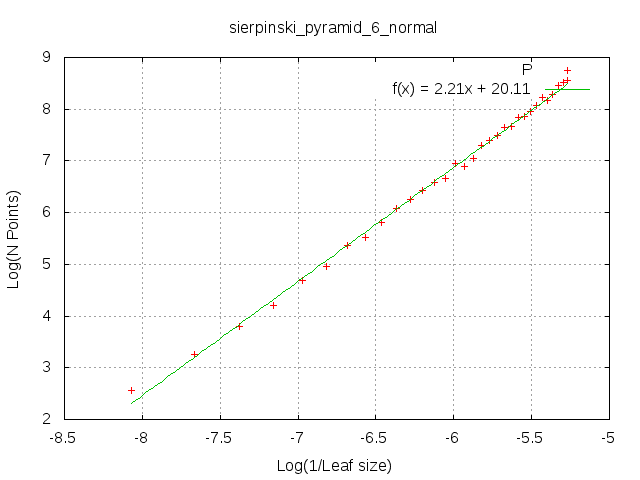 sierpinski_pyramid_6_normal
9
8
7
6
5
4
3
2
P
f(x) = 2.21x + 20.11
Log(N Points)
-8.5 -8 -7.5 -7 -6.5 -6 -5.5 -5
Log(1/Leaf size)